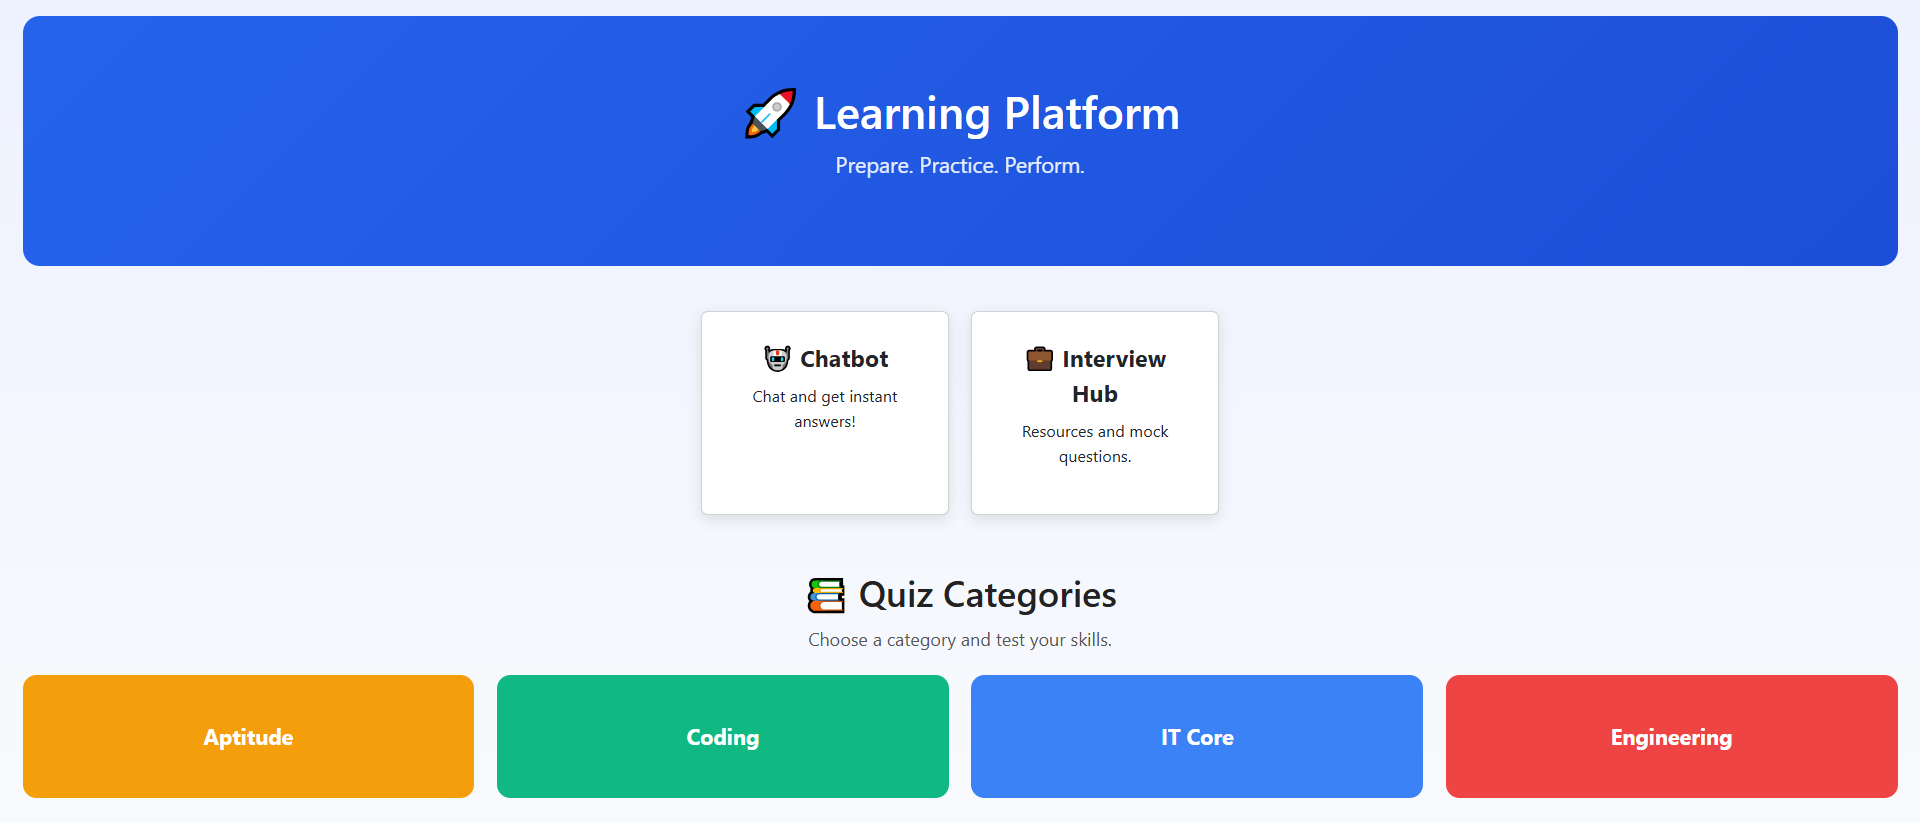 Learning Platform
Prepare. Practice. Perform.
Chatbot
Chat and get instant
answers!
Interview
Hub
Resources and mock
questions.
Quiz Categories
Choose a category and test your skills.
Aptitude
Coding
IT Core
Engineering